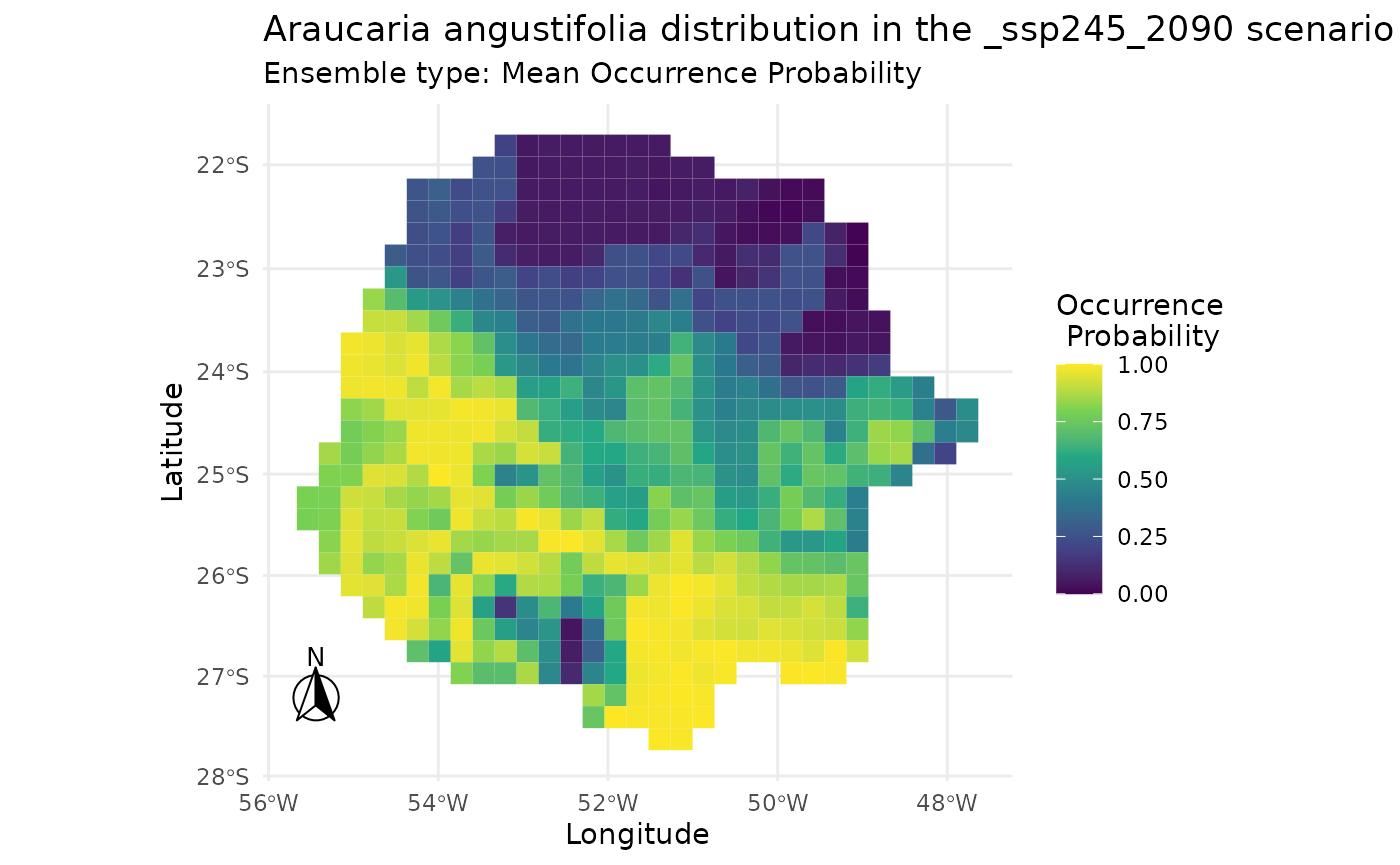 Araucaria angustifolia distribution in the _ssp245_2090 scenario
Ensemble type: Mean Occurrence Probability
22°S
23°S
24°S
25°S
26°S
27°S
28°S
Latitude
N
56°W
54°W
52°W
50°W
48°W
Longitude
Occurrence
Probability
1.00
0.75
0.50
0.25
0.00